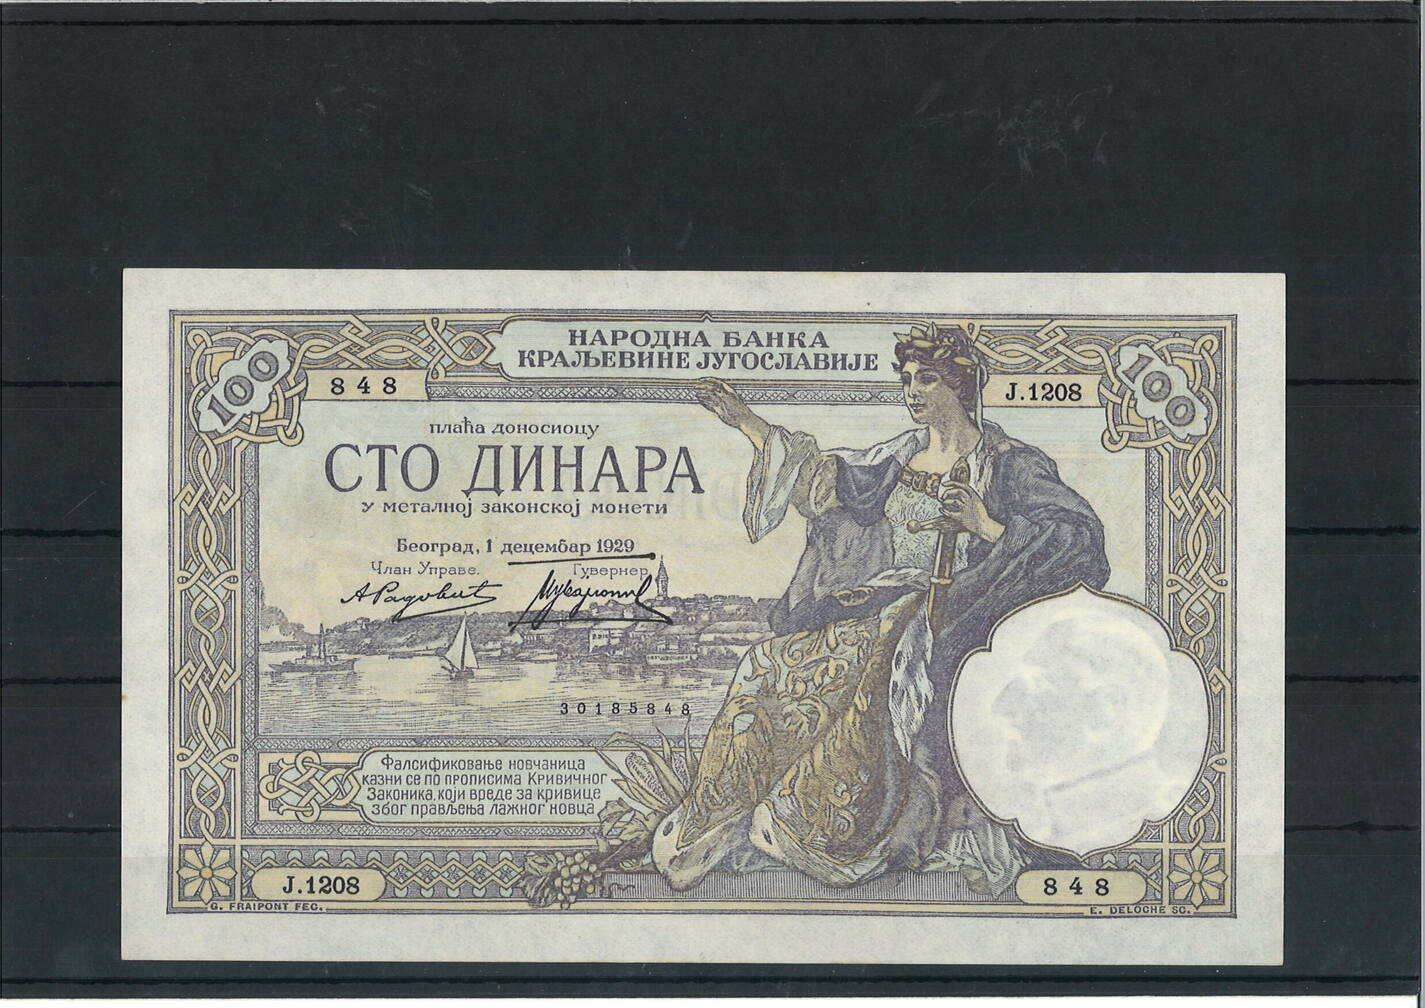 НАРОДНА БАНКА
КРАЉЕВИНЕ ЈУГОСЛАВИЈЕ
100
100
848
J.1208
плаћа доносиоцу
СТО ДИНАРА
у металној законској монети
Београд, 1 децембар 1929
Члан Управе.
Гувернер,
А Радовић
30185848
Фалсификовање новчаница
казни се по прописима Кривичног
Законика, који вреде за кривице
због прављења лажног новца
J.1208
848
G. FRAIPONT FEC.
E. DELOCHE SC.